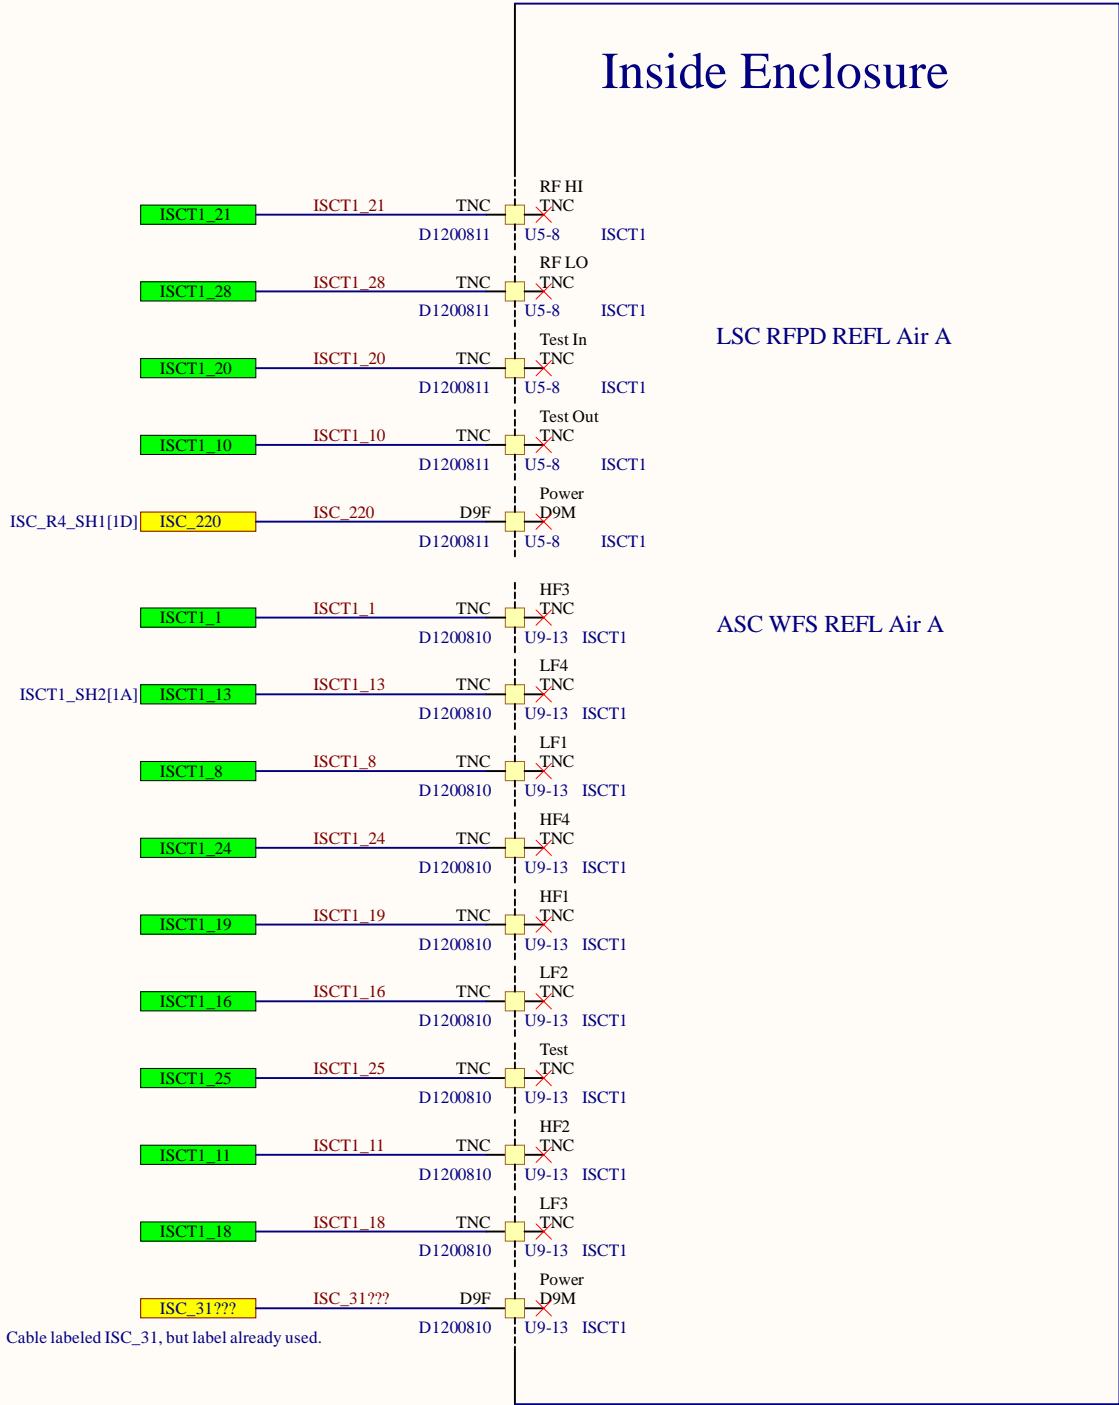 Inside Enclosure
RF HI
ISCT1_21 ISCT1_21 TNC TNC
D1200811 U5-8 ISCT1
RF LO
ISCT1_28 ISCT1_28 TNC TNC
D1200811 U5-8 ISCT1
LSC RFPD REFL Air A
Test In
ISCT1_20 ISCT1_20 TNC TNC
D1200811 U5-8 ISCT1
Test Out
ISCT1_10 ISCT1_10 TNC TNC
D1200811 U5-8 ISCT1
Power
ISC_R4_SH1[1D] ISC_220 ISC_220 D9F D9M
D1200811 U5-8 ISCT1
HF3
ISCT1_1 ISCT1_1 TNC TNC
ASC WFS REFL Air A
D1200810 U9-13 ISCT1
LF4
ISCT1_SH2[1A] ISCT1_13 ISCT1_13 TNC TNC
D1200810 U9-13 ISCT1
LF1
ISCT1_8 ISCT1_8 TNC TNC
D1200810 U9-13 ISCT1
HF4
ISCT1_24 ISCT1_24 TNC TNC
D1200810 U9-13 ISCT1
HF1
ISCT1_19 ISCT1_19 TNC TNC
D1200810 U9-13 ISCT1
LF2
ISCT1_16 ISCT1_16 TNC TNC
D1200810 U9-13 ISCT1
Test
ISCT1_25 ISCT1_25 TNC TNC
D1200810 U9-13 ISCT1
HF2
ISCT1_11 ISCT1_11 TNC TNC
D1200810 U9-13 ISCT1
LF3
ISCT1_18 ISCT1_18 TNC TNC
D1200810 U9-13 ISCT1
Power
ISC_31??? ISC_31??? D9F D9M
D1200810 U9-13 ISCT1
Cable labeled ISC_31, but label already used.